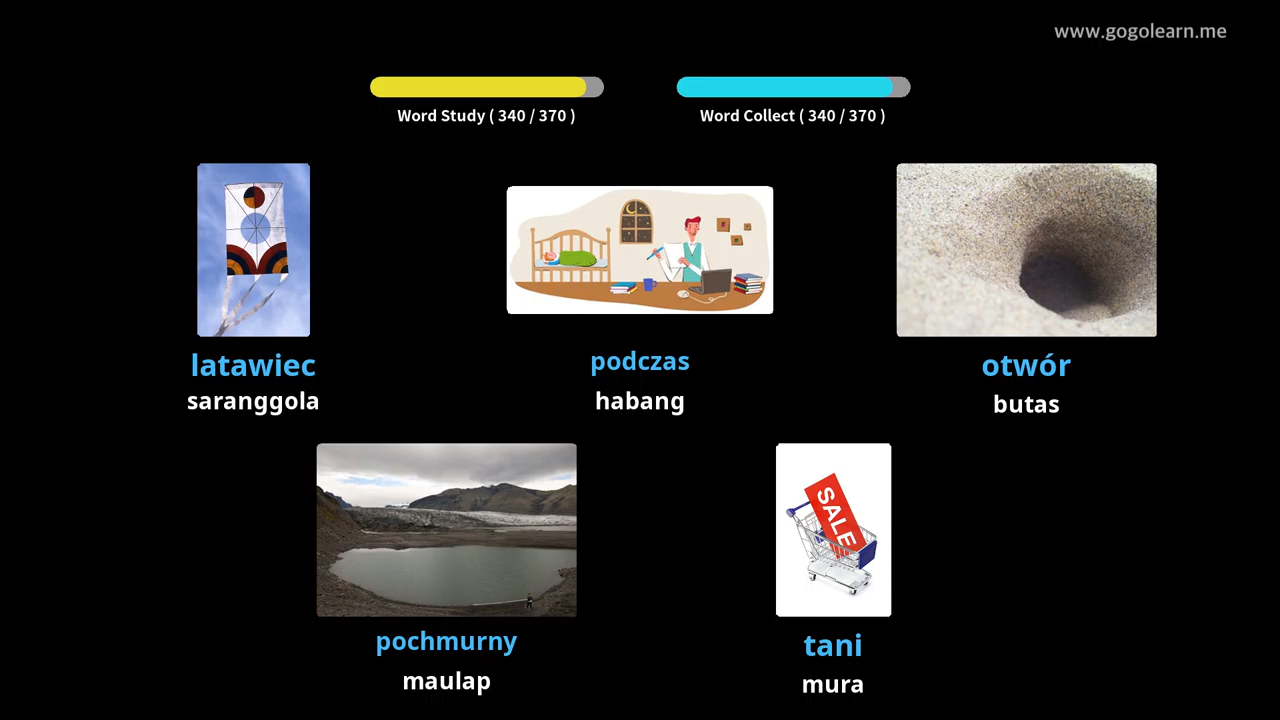 www.gogolearn.me
Word Study ( 340 / 370 )
Word Collect ( 340 / 370 )
latawiec
saranggola
podczas
habang
otwór
butas
SALE
pochmurny
maulap
tani
mura